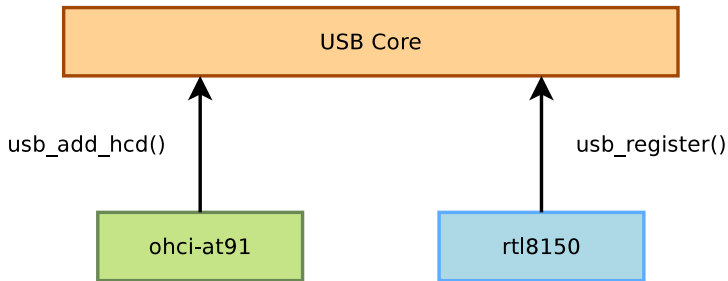 USB Core
usb_add_hcd()
usb_register()
ohci-at91
rtl8150